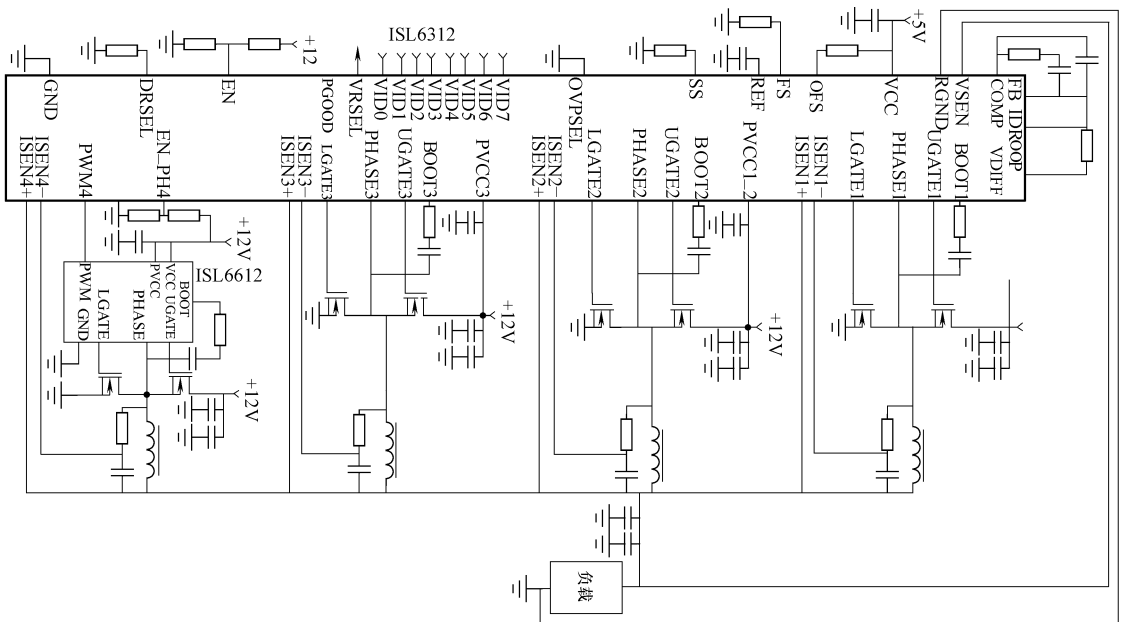 ISL6312
+12
+5V
GND
DRSEL
EN
PGOOD
VRSEL
VID0
VID1
VID2
VID3
VID4
VID5
VID6
VID7
OVPSEL
SS
REF
FS
OFS
VCC
RGND
VSEN
COMP
FB
IDROOP
VDIFF
ISEN4+
ISEN4-
PWM4
EN_PH4
ISEN3+
ISEN3-
LGATE3
PHASE3
UGATE3
BOOT3
PVCC3
ISEN2+
ISEN2-
LGATE2
PHASE2
UGATE2
BOOT2
PVCC1_2
ISEN1+
ISEN1-
LGATE1
PHASE1
UGATE1
BOOT1
+12V
ISL6612
PWM
GND
LGATE
PHASE
PVCC
VCC
UGATE
BOOT
+12V
+12V
+12V
负载